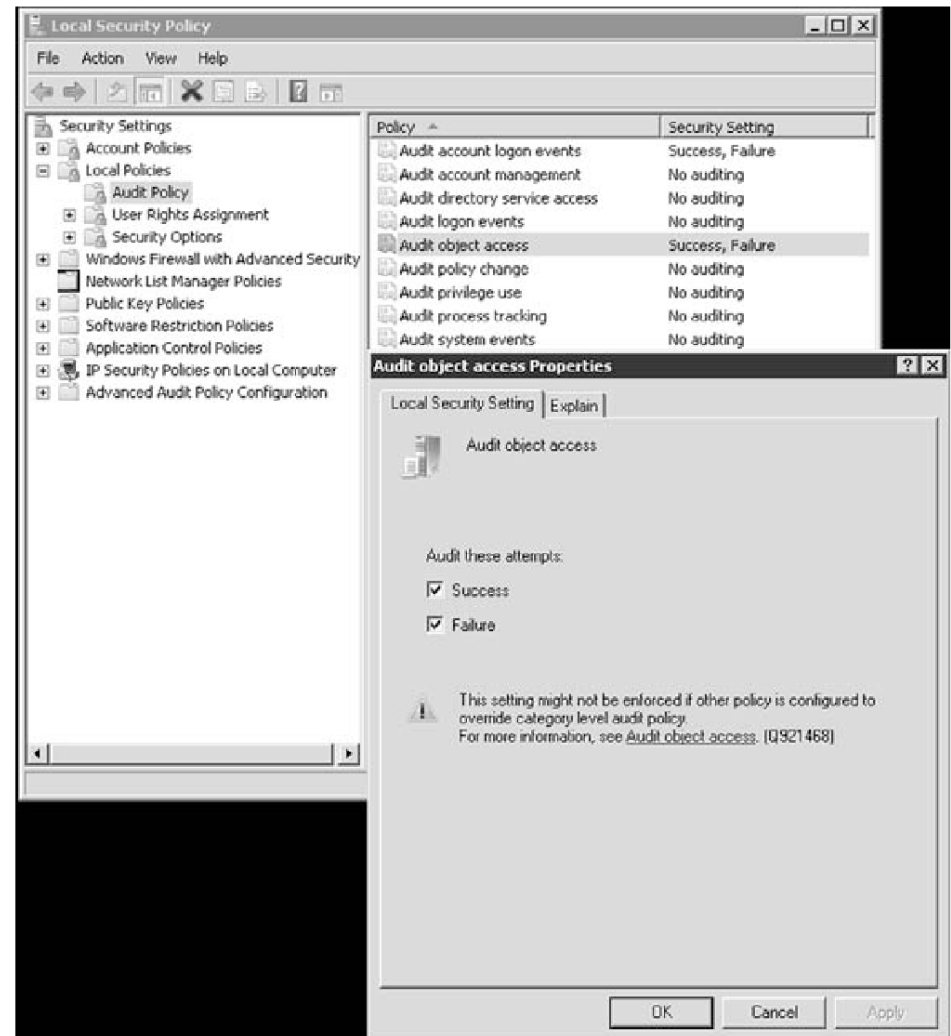 Local Security Policy
File Action View Help
Security Settings
Account Policies
Local Policies
Audit Policy
User Rights Assignment
Security Options
Windows Firewall with Advanced Security
Network List Manager Policies
Public Key Policies
Software Restriction Policies
Application Control Policies
IP Security Policies on Local Computer
Advanced Audit Policy Configuration
Policy Security Setting
Audit account logon events Success, Failure
Audit account management No auditing
Audit directory service access No auditing
Audit logon events No auditing
Audit object access Success, Failure
Audit policy change No auditing
Audit privilege use No auditing
Audit process tracking No auditing
Audit system events No auditing
Audit object access Properties
Local Security Setting Explain
Audit object access
Audit these attempts:
Success
Failure
This setting might not be enforced if other policy is configured to
override category level audit policy.
For more information, see Audit object access. (Q921468)
OK Cancel Apply